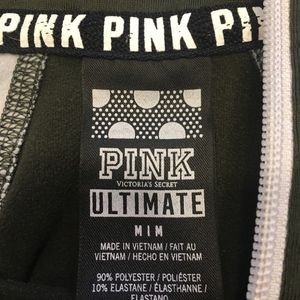 PINK PINK PINK
PINK
VICTORIA'S SECRET
ULTIMATE
M | M
MADE IN VIETNAM / FAIT AU
VIETNAM / HECHO EN VIETNAM
90% POLYESTER / POLIÉSTER
10% ELASTANE / ÉLASTHANNE /
ELASTANO